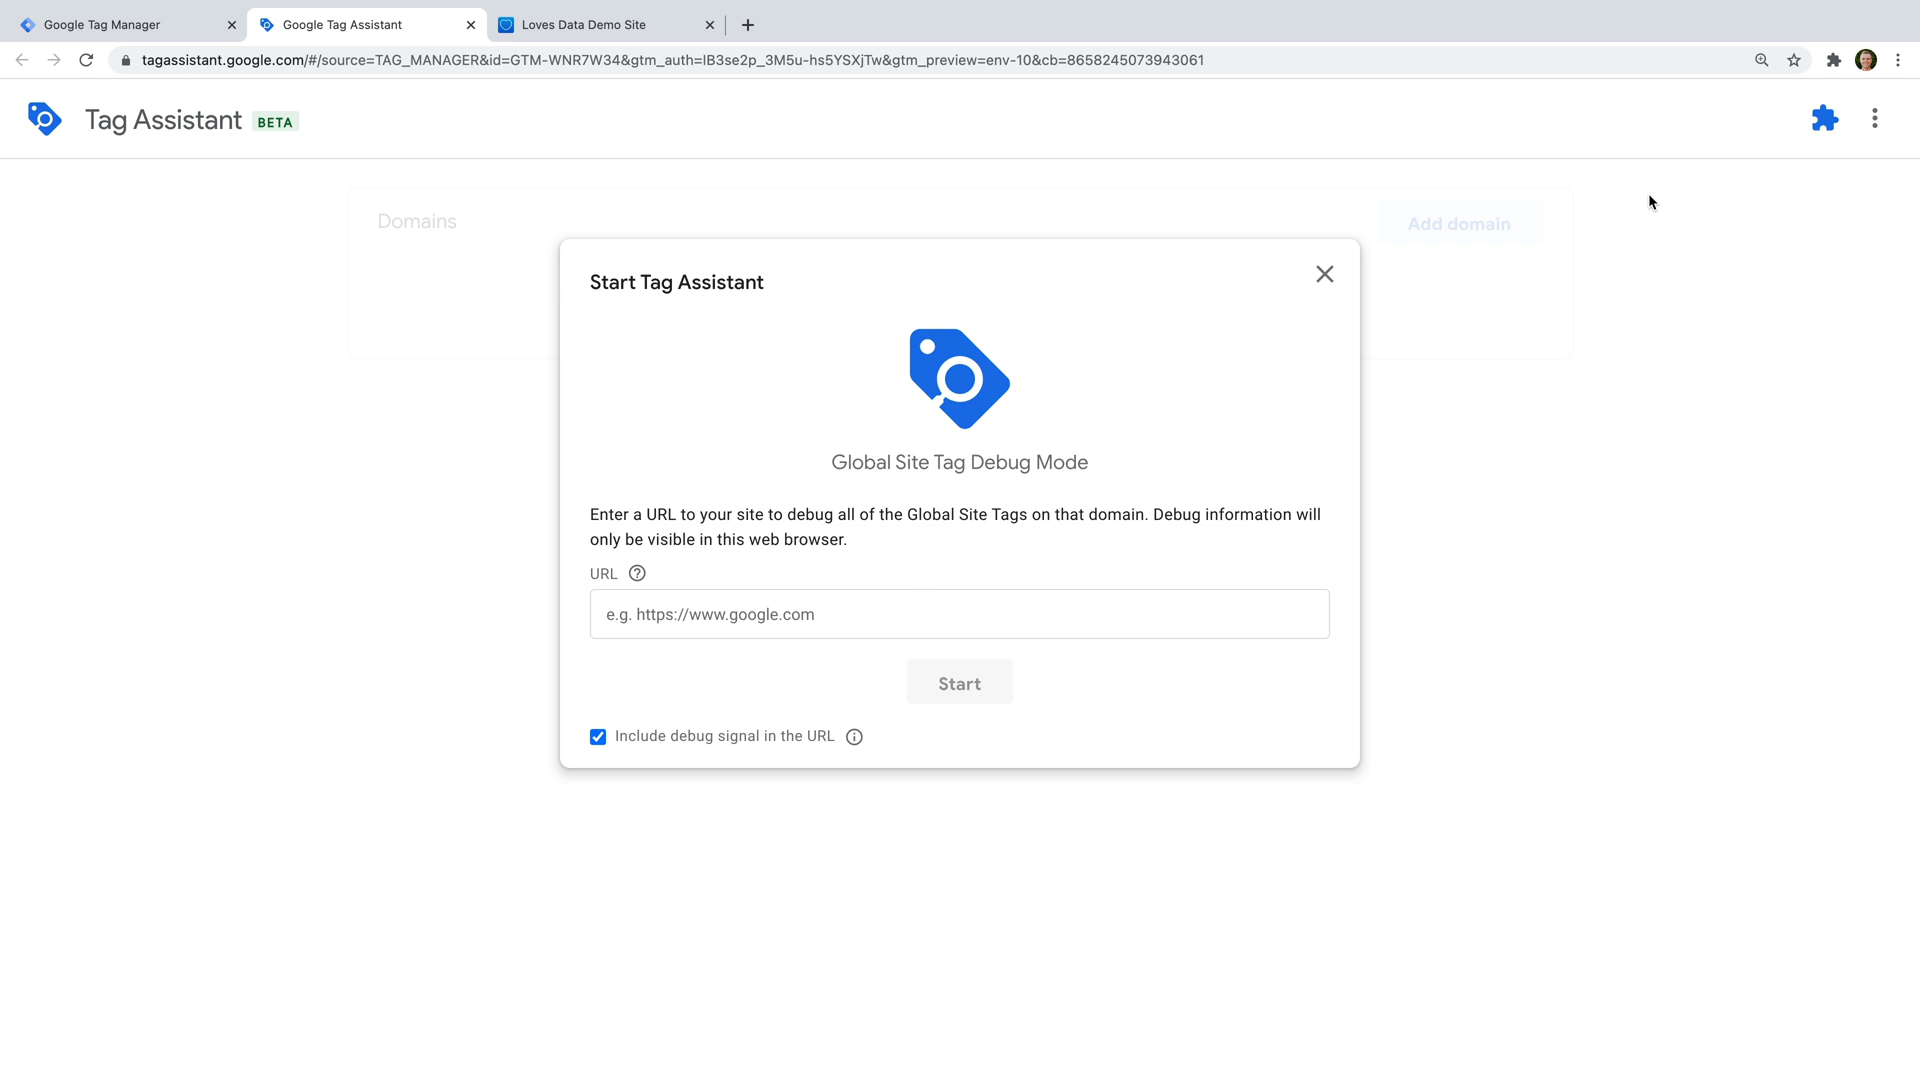 Google Tag Manager
Google Tag Assistant
Loves Data Demo Site
tagassistant.google.com/#/source=TAG_MANAGER&id=GTM-WNR7W34&gtm_auth=IB3se2p_3M5u-hs5YSXjTw&gtm_preview=env-10&cb=8658245073943061
Tag Assistant BETA
Domains
Add domain
Start Tag Assistant
Global Site Tag Debug Mode
Enter a URL to your site to debug all of the Global Site Tags on that domain. Debug information will
only be visible in this web browser.
URL
e.g. https://www.google.com
Start
Include debug signal in the URL